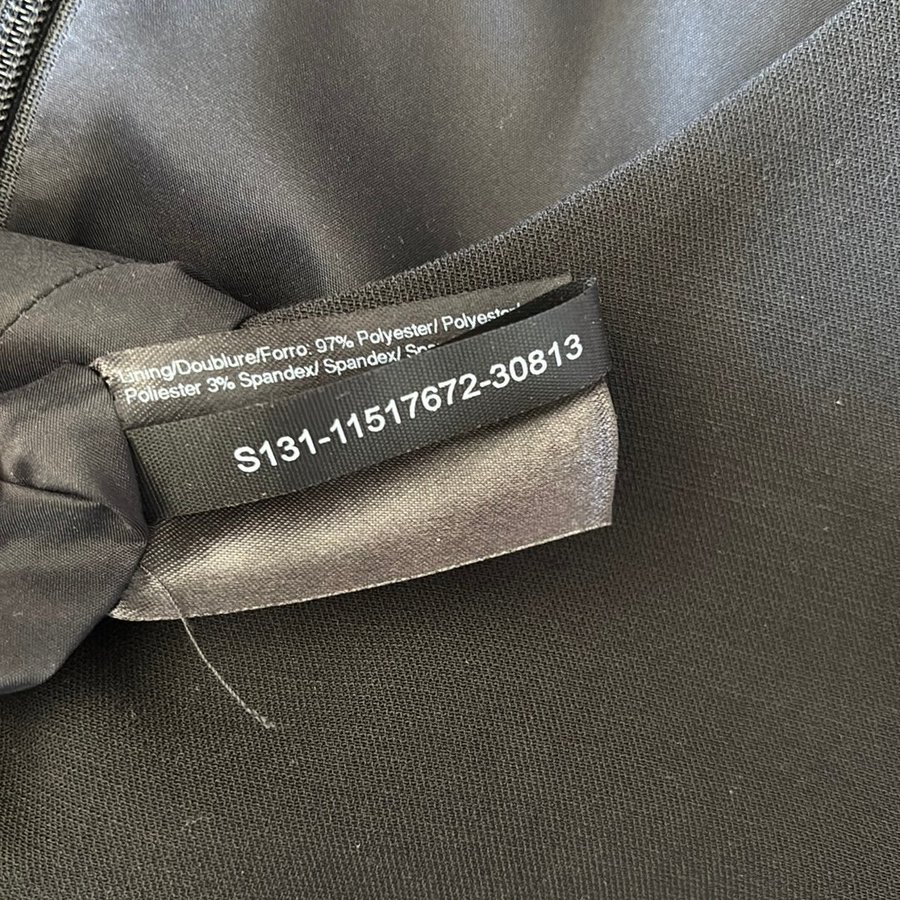 Lining/Doublure/Forro: 97% Polyester/
Poliester 3% Spandex/ Spandex/
S131-11517672-30813